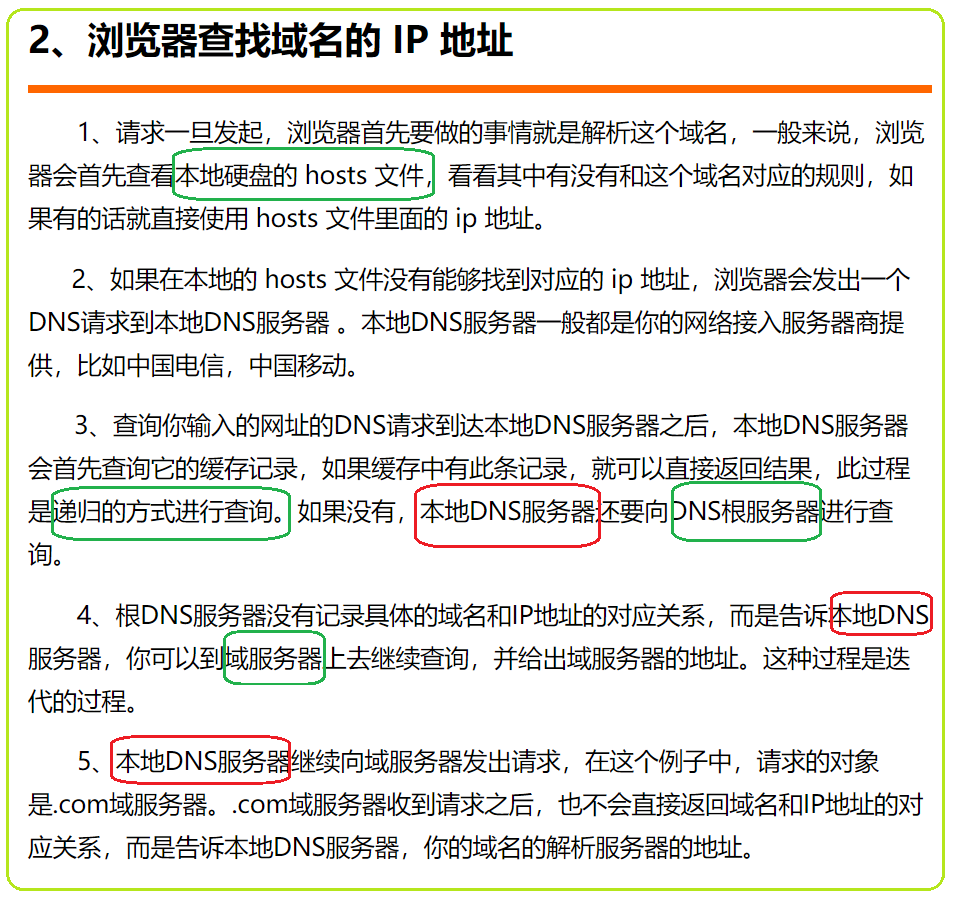 2、浏览器查找域名的 IP 地址
1、请求一旦发起，浏览器首先要做的事情就是解析这个域名，一般来说，浏览
器会首先查看本地硬盘的 hosts 文件，看看其中有没有和这个域名对应的规则，如
果有的话就直接使用 hosts 文件里面的 ip 地址。
2、如果在本地的 hosts 文件没有能够找到对应的 ip 地址，浏览器会发出一个
DNS请求到本地DNS服务器 。本地DNS服务器一般都是你的网络接入服务器商提
供，比如中国电信，中国移动。
3、查询你输入的网址的DNS请求到达本地DNS服务器之后，本地DNS服务器
会首先查询它的缓存记录，如果缓存中有此条记录，就可以直接返回结果，此过程
是递归的方式进行查询。如果没有，本地DNS服务器还要向DNS根服务器进行查
询。
4、根DNS服务器没有记录具体的域名和IP地址的对应关系，而是告诉本地DNS
服务器，你可以到域服务器上去继续查询，并给出域服务器的地址。这种过程是迭
代的过程。
5、本地DNS服务器继续向域服务器发出请求，在这个例子中，请求的对象
是.com域服务器。.com域服务器收到请求之后，也不会直接返回域名和IP地址的对
应关系，而是告诉本地DNS服务器，你的域名的解析服务器的地址。